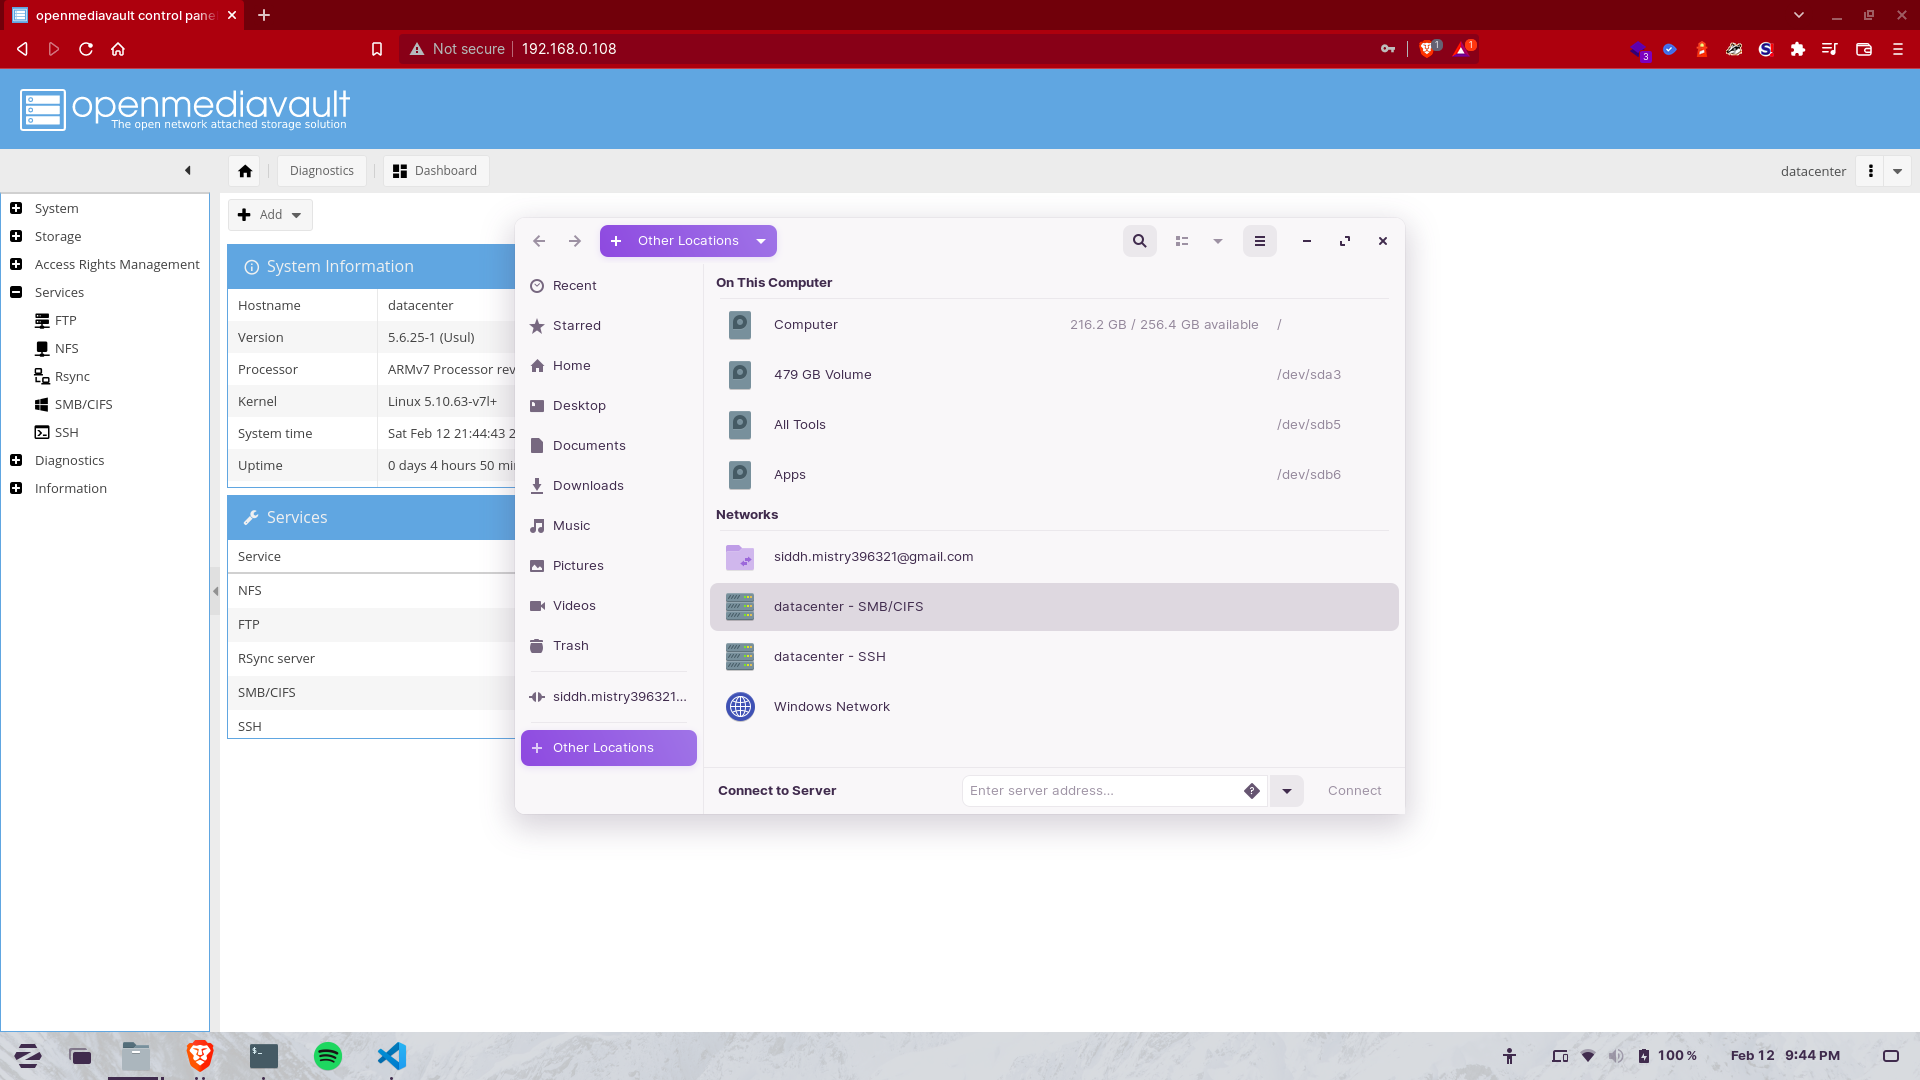 openmediavault control pane
Not secure
192.168.0.108
1
1
3
openmediavault
The open network attached storage solution
Diagnostics
Dashboard
datacenter
System
Storage
Access Rights Management
Services
FTP
NFS
Rsync
SMB/CIFS
SSH
Diagnostics
Information
Add
System Information
Hostname datacenter
Version 5.6.25-1 (Usul)
Processor ARMv7 Processor rev
Kernel Linux 5.10.63-v7l+
System time Sat Feb 12 21:44:43 2
Uptime 0 days 4 hours 50 mi
Services
Service
NFS
FTP
RSync server
SMB/CIFS
SSH
Other Locations
Recent
Starred
Home
Desktop
Documents
Downloads
Music
Pictures
Videos
Trash
siddh.mistry396321...
Other Locations
On This Computer
Computer 216.2 GB / 256.4 GB available /
479 GB Volume /dev/sda3
All Tools /dev/sdb5
Apps /dev/sdb6
Networks
siddh.mistry396321@gmail.com
datacenter - SMB/CIFS
datacenter - SSH
Windows Network
Connect to Server
Enter server address...
Connect
100 %
Feb 12 9:44 PM